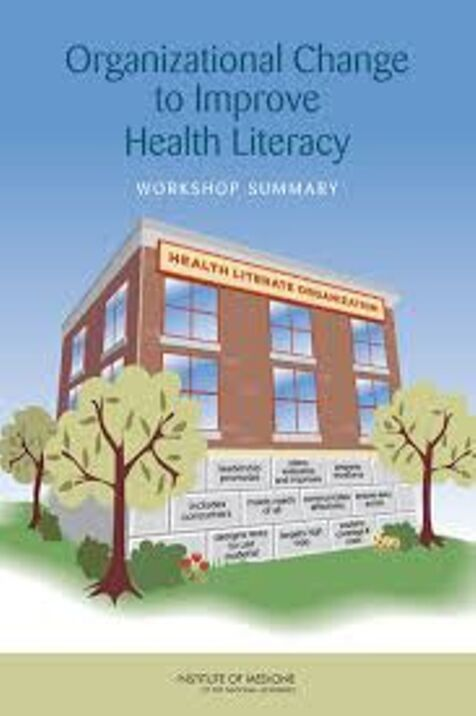 Organizational Change
to Improve
Health Literacy
WORKSHOP SUMMARY
HEALTH LITERATE ORGANIZATION
leadership
promotes
plans,
evaluates
and improves
prepares
workforce
includes
consumers
meets needs
of all
communicates
effectively
ensures easy
access
designs easy
to use
material
targets high
risk
explains
coverage &
costs
INSTITUTE OF MEDICINE
OF THE NATIONAL ACADEMIES